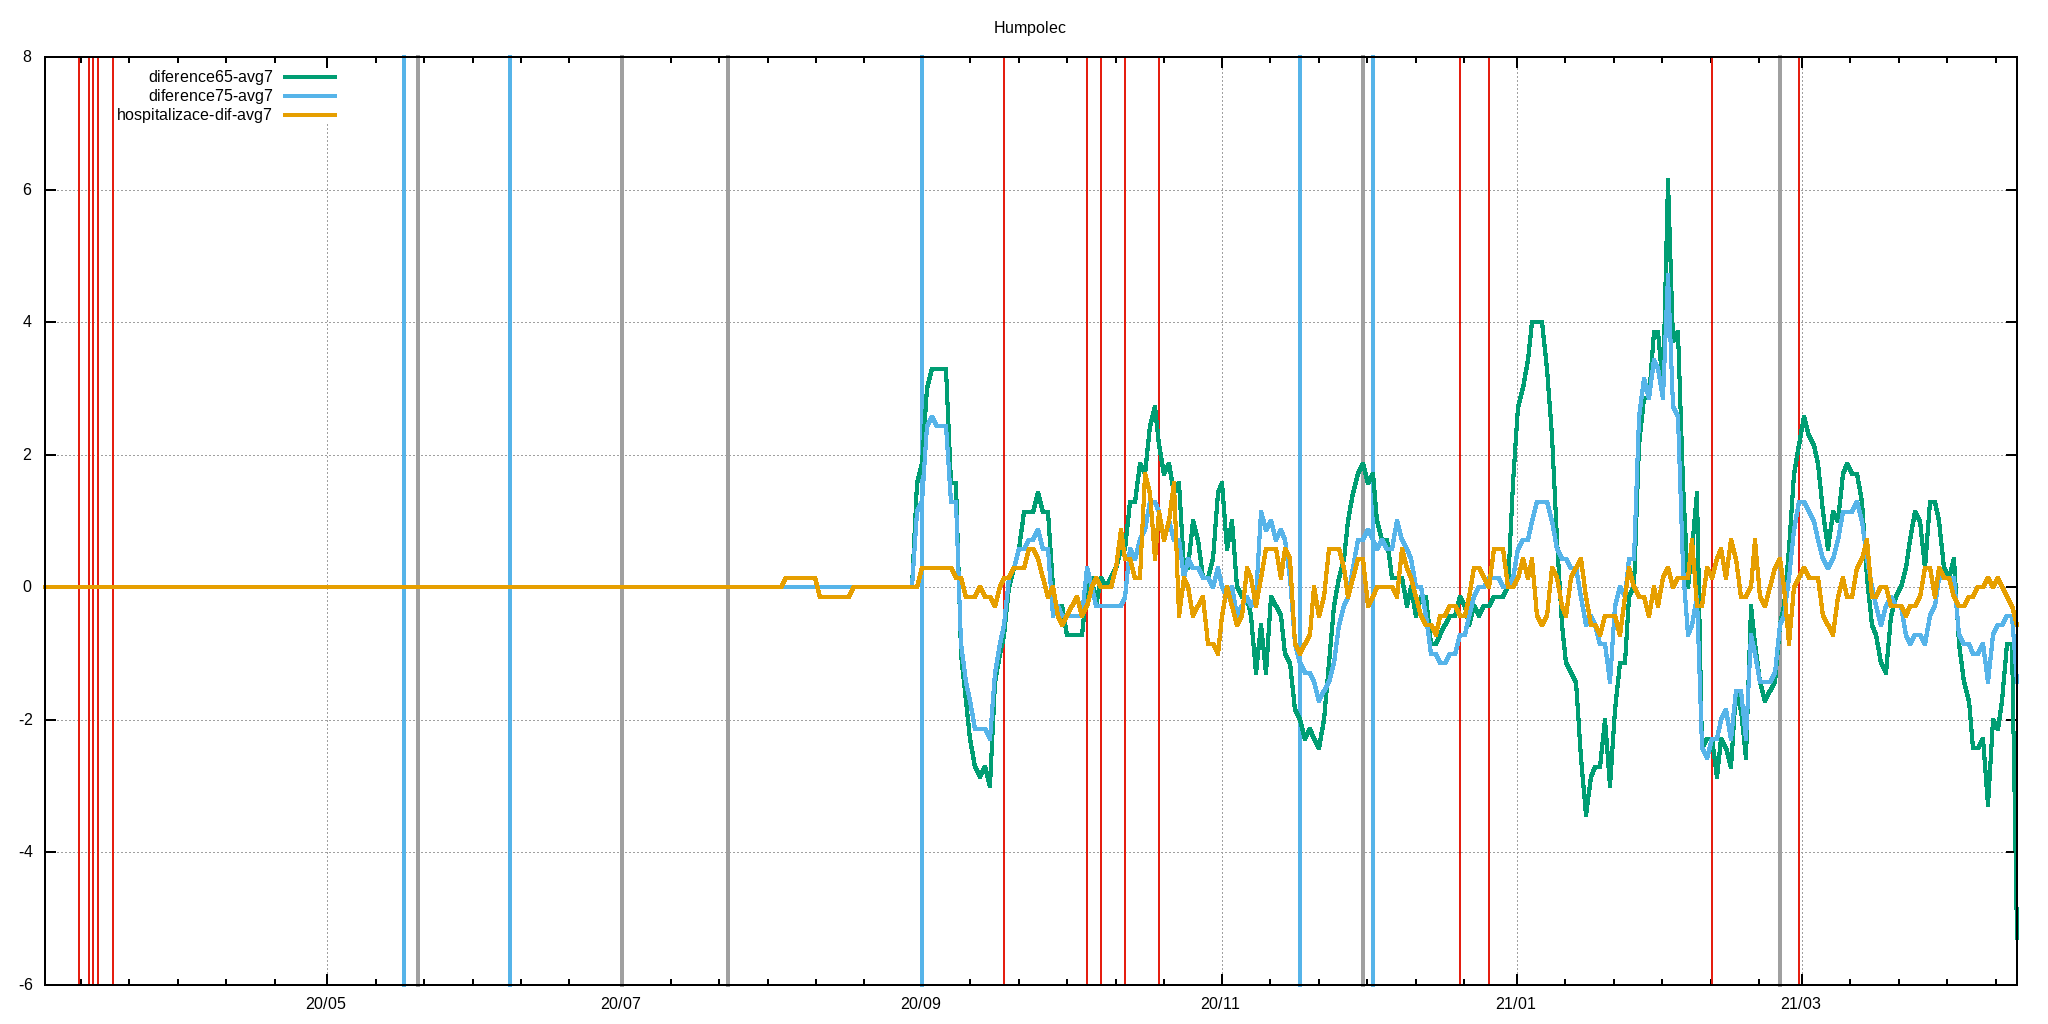 Humpolec
8
diference65-avg7
diference75-avg7
hospitalizace-dif-avg7
6
4
2
0
-2
-4
-6
20/05 20/07 20/09 20/11 21/01 21/03